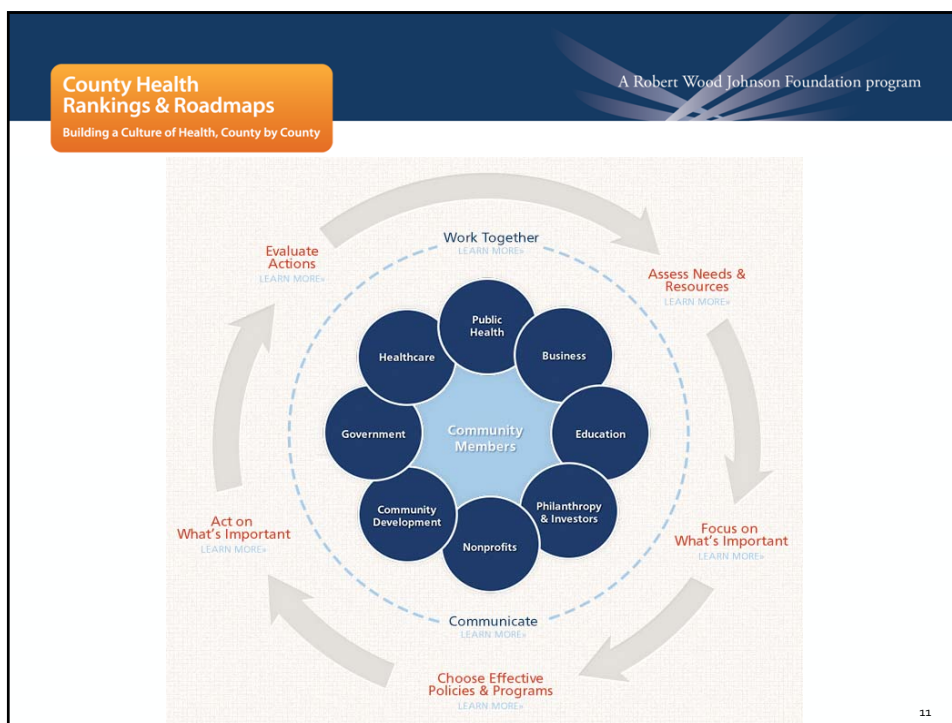 County Health
Rankings & Roadmaps
Building a Culture of Health, County by County
A Robert Wood Johnson Foundation program
Work Together
LEARN MORE»
Evaluate
Actions
LEARN MORE»
Assess Needs &
Resources
LEARN MORE»
Public
Health
Healthcare
Business
Government
Community
Members
Education
Community
Development
Philanthropy
& Investors
Nonprofits
Act on
What's Important
LEARN MORE»
Focus on
What's Important
LEARN MORE»
Communicate
LEARN MORE»
Choose Effective
Policies & Programs
LEARN MORE»
11